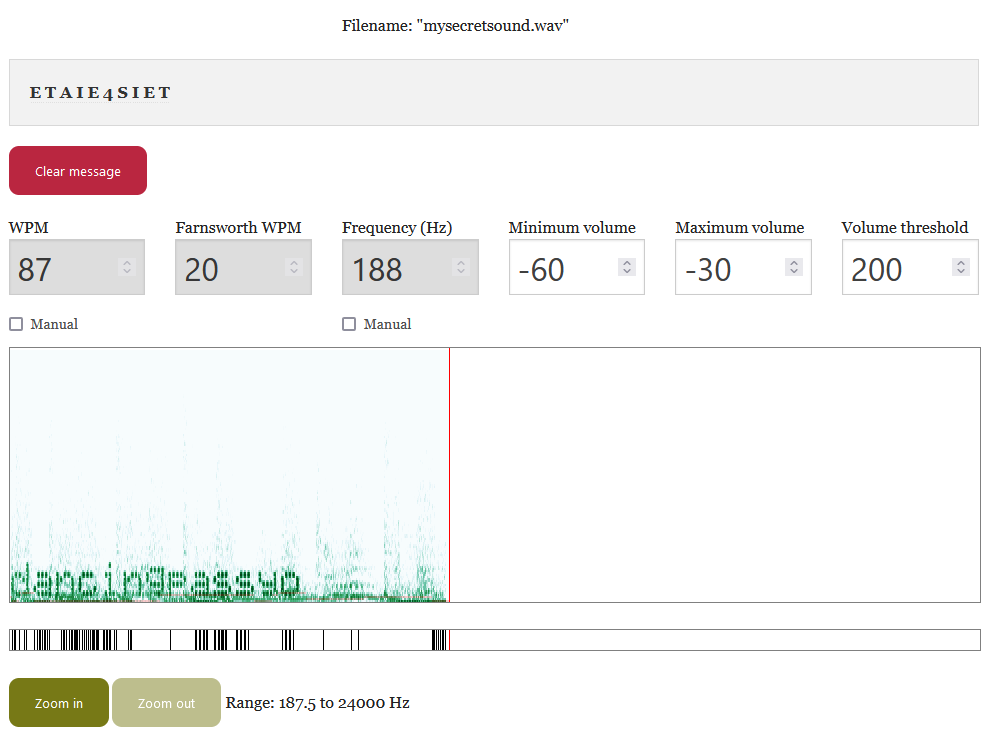 Filename: "mysecretsound.wav"
ETAIE4SIET
Clear message
WPM Farnsworth WPM Frequency (Hz) Minimum volume Maximum volume Volume threshold
87 20 188 -60 -30 200
Manual Manual
Zoom in Zoom out Range: 187.5 to 24000 Hz